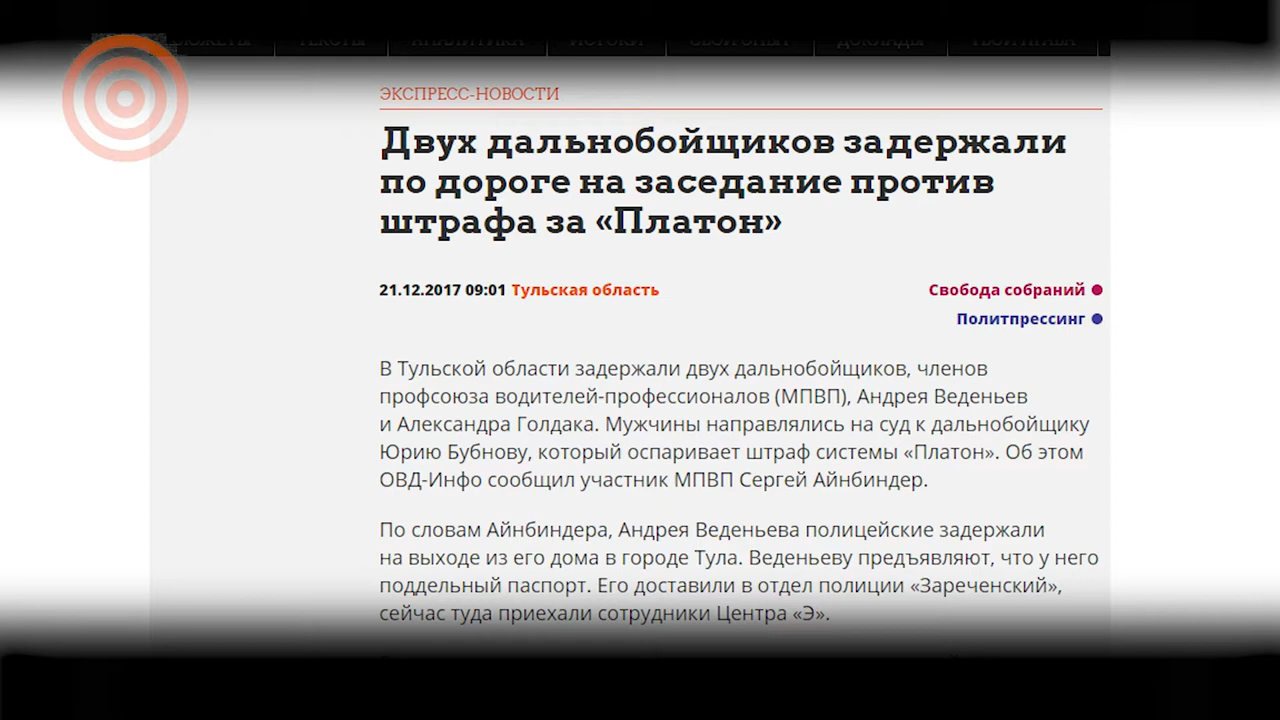 ЭКСПРЕСС-НОВОСТИ
Двух дальнобойщиков задержали
по дороге на заседание против
штрафа за «Платон»
21.12.2017 09:01 Тульская область
Свобода собраний
Политпрессинг
В Тульской области задержали двух дальнобойщиков, членов
профсоюза водителей-профессионалов (МПВП), Андрея Веденьев
и Александра Голдака. Мужчины направлялись на суд к дальнобойщику
Юрию Бубнову, который оспаривает штраф системы «Платон». Об этом
ОВД-Инфо сообщил участник МПВП Сергей Айнбиндер.
По словам Айнбиндера, Андрея Веденьева полицейские задержали
на выходе из его дома в городе Тула. Веденьеву предъявляют, что у него
поддельный паспорт. Его доставили в отдел полиции «Зареченский»,
сейчас туда приехали сотрудники Центра «Э».